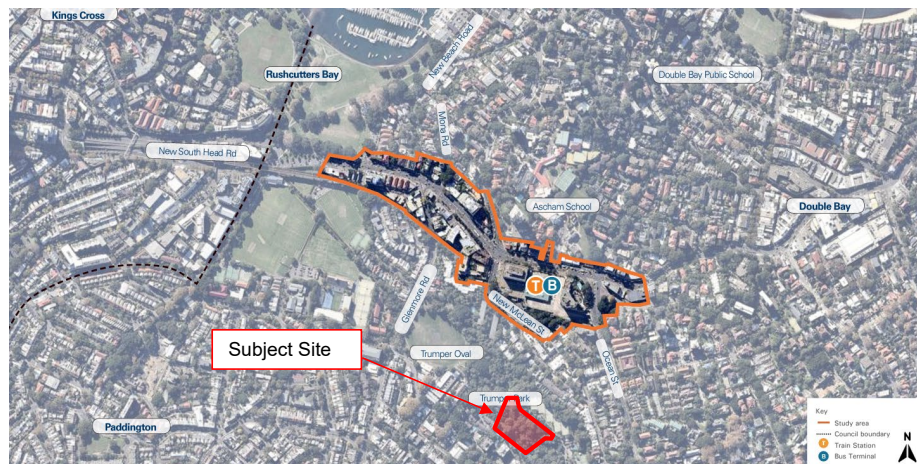 Kings Cross
New Beach Road
Rushcutters Bay
Double Bay Public School
Mona Rd
New South Head Rd
Ascham School
Double Bay
T B
Glenmore Rd
New McLean St
Subject Site
Trumper Oval
Ocean St
Trumper Park
Paddington
Key
Study area
Council boundary
T Train Station
B Bus Terminal
N